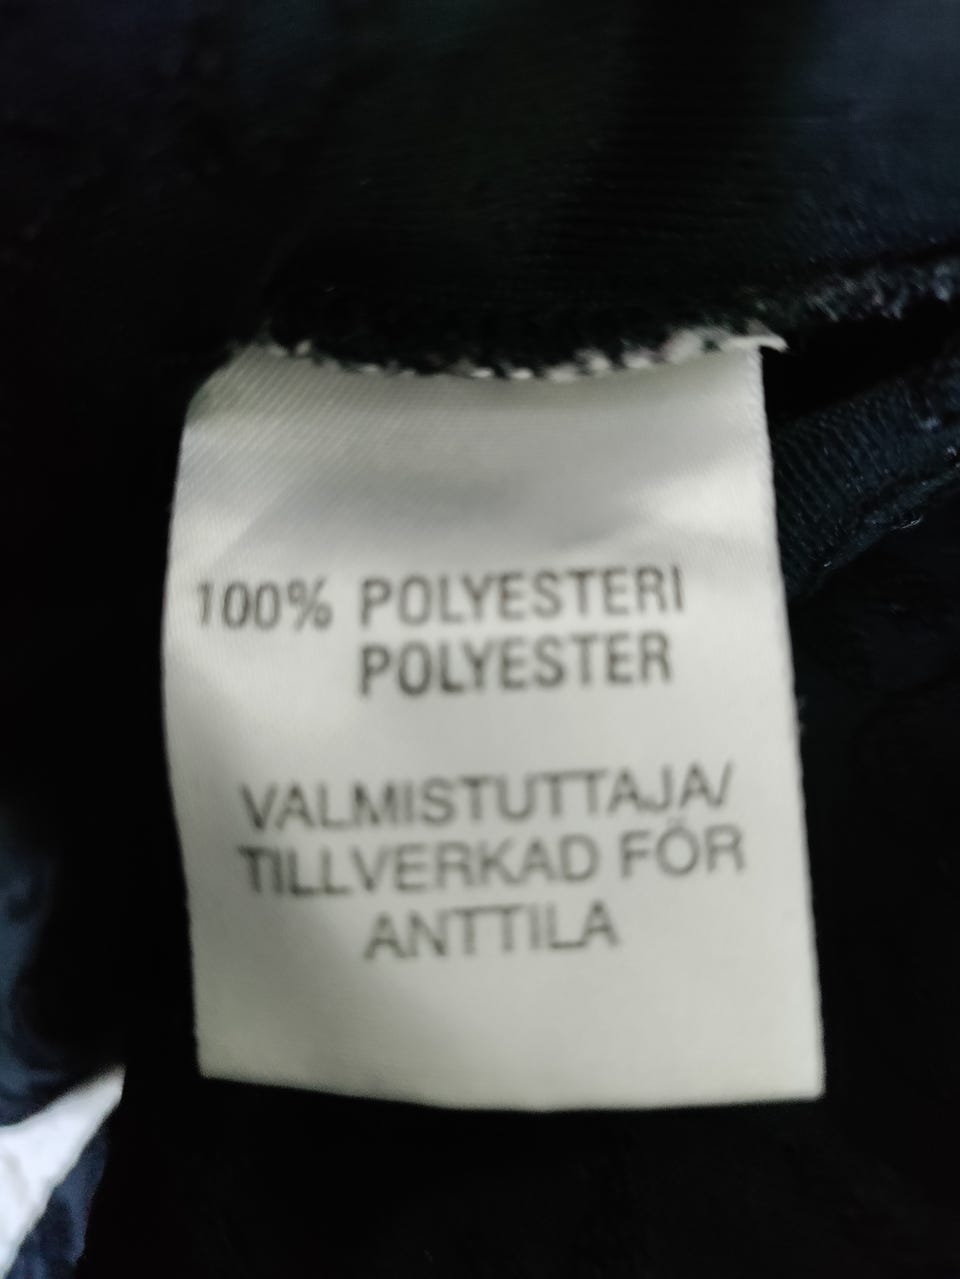 100% POLYESTERI
POLYESTER
VALMISTUTTAJA/
TILLVERKAD FÖR
ANTTILA